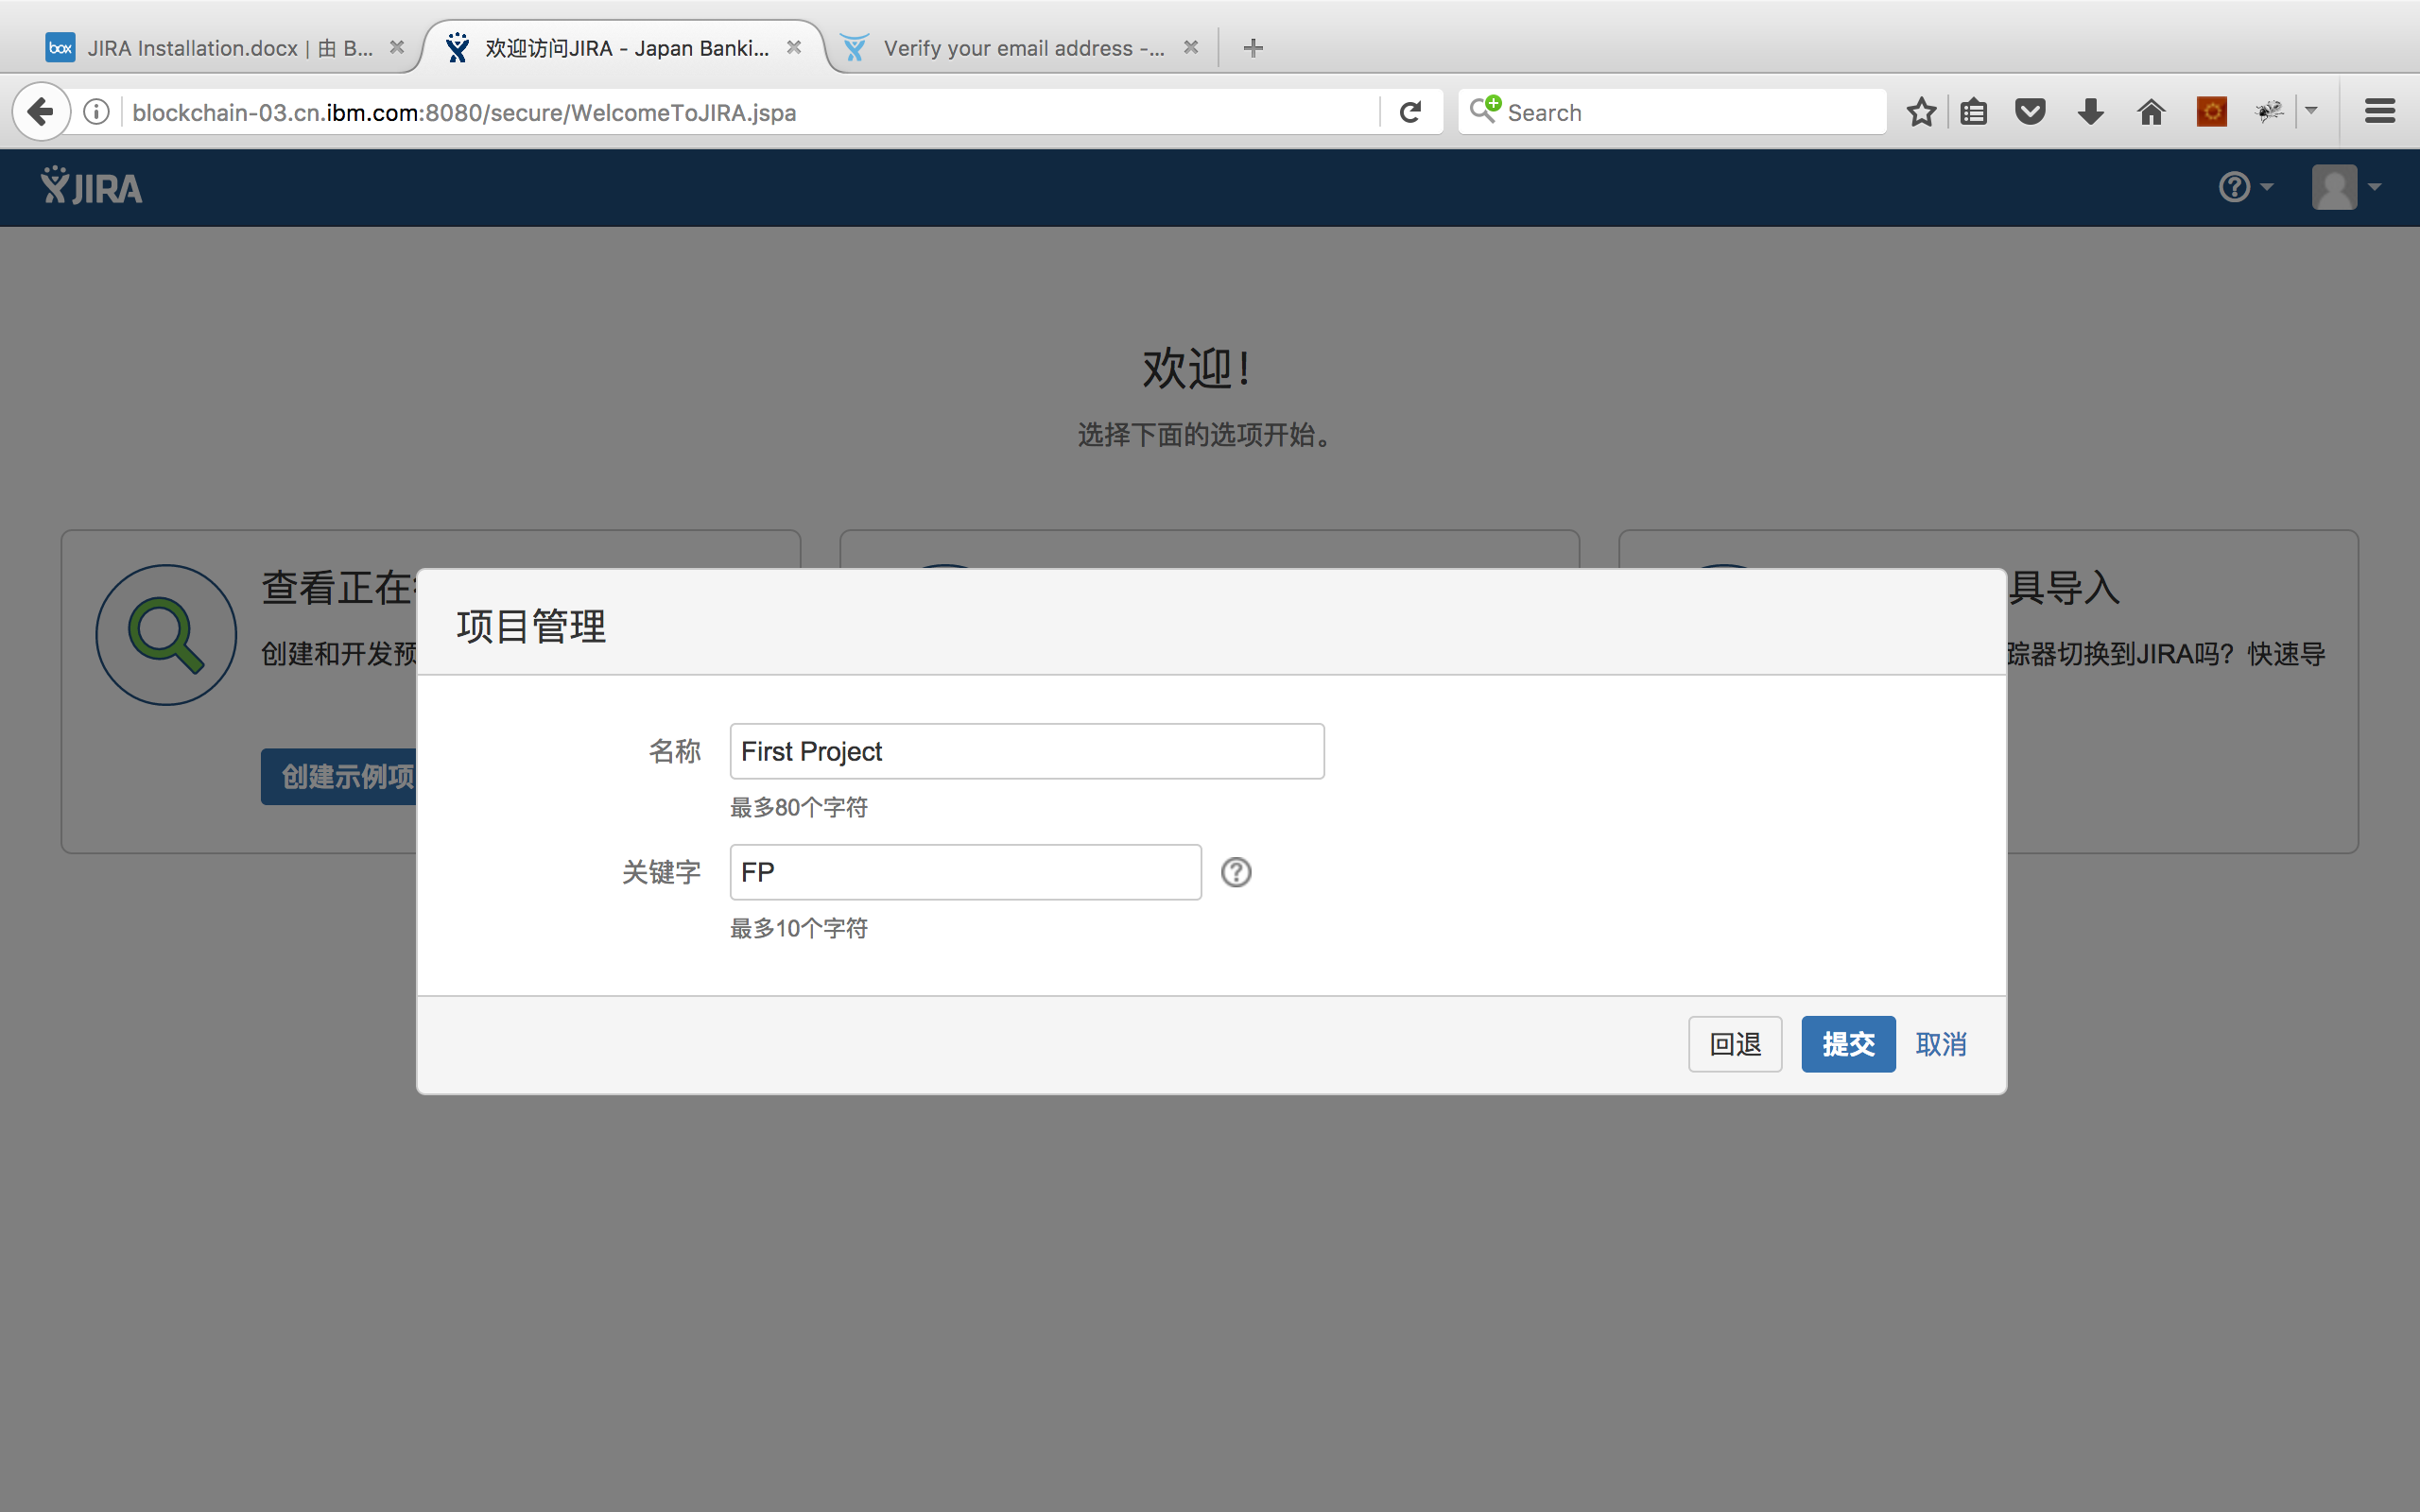 JIRA Installation.docx | 由 B...
欢迎访问JIRA - Japan Banki...
Verify your email address -...
blockchain-03.cn.ibm.com:8080/secure/WelcomeToJIRA.jspa
Search
JIRA
欢迎!
选择下面的选项开始。
查看正在
具导入
创建和开发预
踪器切换到JIRA吗？快速导
创建示例项
项目管理
名称
First Project
最多80个字符
关键字
FP
最多10个字符
回退
提交
取消